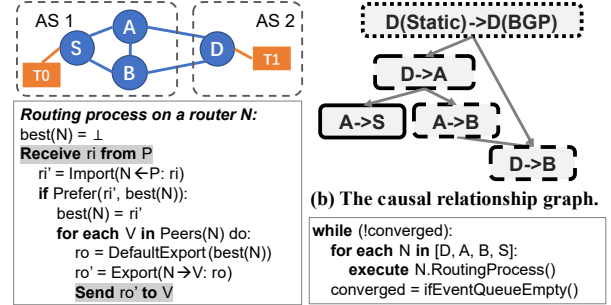 AS 1
AS 2
A
S
D
B
T0
T1
Routing process on a router N:
best(N) = ⊥
Receive ri from P
ri' = Import(N←P: ri)
if Prefer(ri', best(N)):
best(N) = ri'
for each V in Peers(N) do:
ro = DefaultExport(best(N))
ro' = Export(N→V: ro)
Send ro' to V
D(Static)->D(BGP)
D->A
A->S
A->B
D->B
(b) The causal relationship graph.
while (!converged):
for each N in [D, A, B, S]:
execute N.RoutingProcess()
converged = ifEventQueueEmpty()